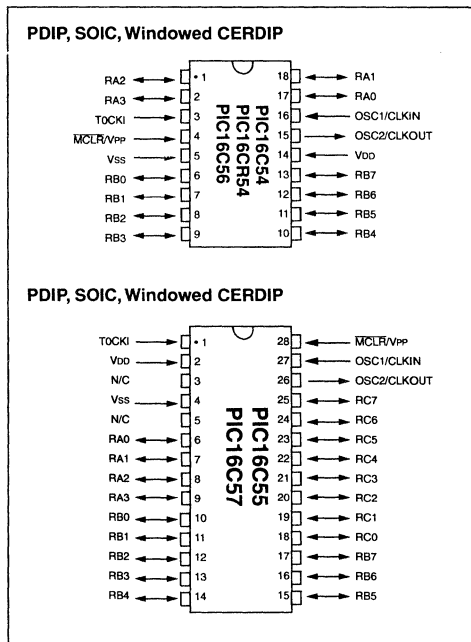 PDIP, SOIC, Windowed CERDIP
RA2 1 18 RA1
RA3 2 17 RA0
T0CKI 3 16 OSC1/CLKIN
MCLR/VPP 4 15 OSC2/CLKOUT
VSS 5 14 VDD
RB0 6 13 RB7
RB1 7 12 RB6
RB2 8 11 RB5
RB3 9 10 RB4
PIC16C54
PIC16CR54
PIC16C56
PDIP, SOIC, Windowed CERDIP
T0CKI 1 28 MCLR/VPP
VDD 2 27 OSC1/CLKIN
N/C 3 26 OSC2/CLKOUT
VSS 4 25 RC7
N/C 5 24 RC6
RA0 6 23 RC5
RA1 7 22 RC4
RA2 8 21 RC3
RA3 9 20 RC2
RB0 10 19 RC1
RB1 11 18 RC0
RB2 12 17 RB7
RB3 13 16 RB6
RB4 14 15 RB5
PIC16C55
PIC16C57